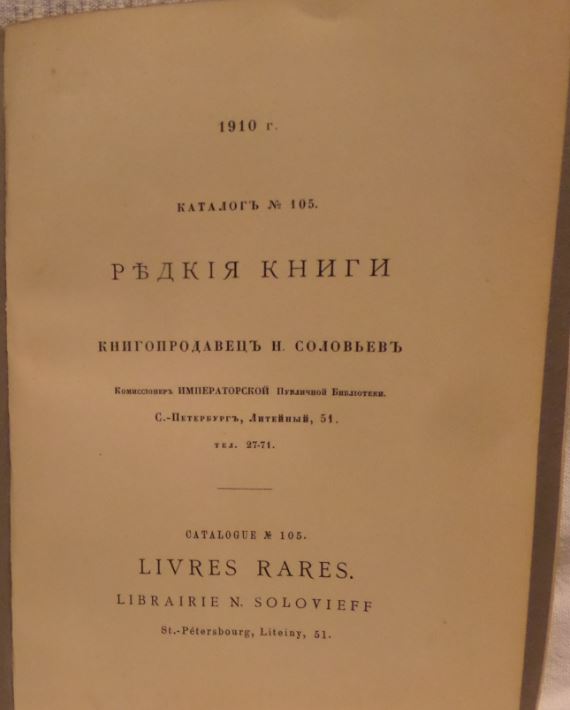 1910 г.
КАТАЛОГЪ № 105.
РѢДКІЯ КНИГИ
КНИГОПРОДАВЕЦЪ Н. СОЛОВЬЕВЪ
Комиссіонеръ ИМПЕРАТОРСКОЙ Публичной Библіотеки.
С.-Петербургъ, Литейный, 51.
тел. 27-71.
CATALOGUE № 105.
LIVRES RARES.
LIBRAIRIE N. SOLOVIEFF
St.-Pétersbourg, Liteiny, 51.